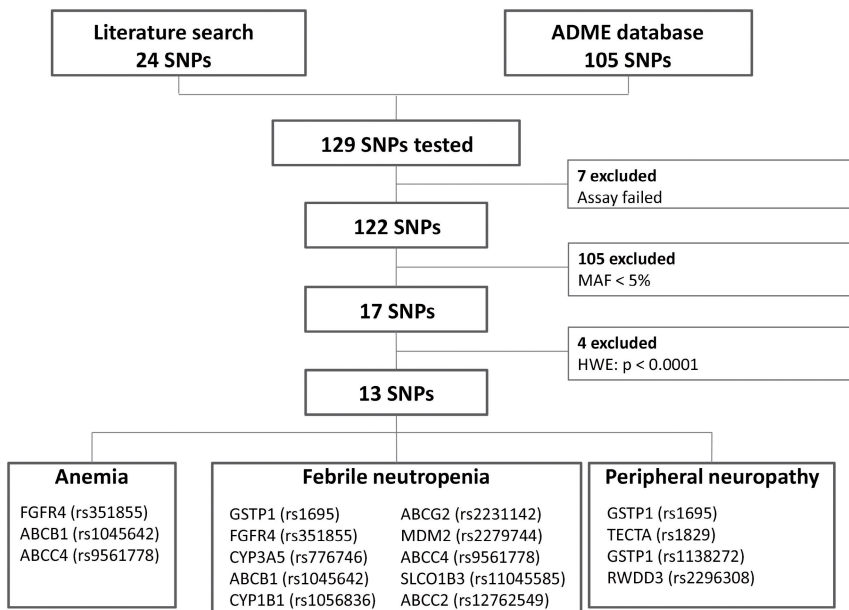 Literature search
24 SNPs
ADME database
105 SNPs
129 SNPs tested
7 excluded
Assay failed
122 SNPs
105 excluded
MAF < 5%
17 SNPs
4 excluded
HWE: p < 0.0001
13 SNPs
Anemia
FGFR4 (rs351855)
ABCB1 (rs1045642)
ABCC4 (rs9561778)
Febrile neutropenia
GSTP1 (rs1695)
FGFR4 (rs351855)
CYP3A5 (rs776746)
ABCB1 (rs1045642)
CYP1B1 (rs1056836)
ABCG2 (rs2231142)
MDM2 (rs2279744)
ABCC4 (rs9561778)
SLCO1B3 (rs11045585)
ABCC2 (rs12762549)
Peripheral neuropathy
GSTP1 (rs1695)
TECTA (rs1829)
GSTP1 (rs1138272)
RWDD3 (rs2296308)